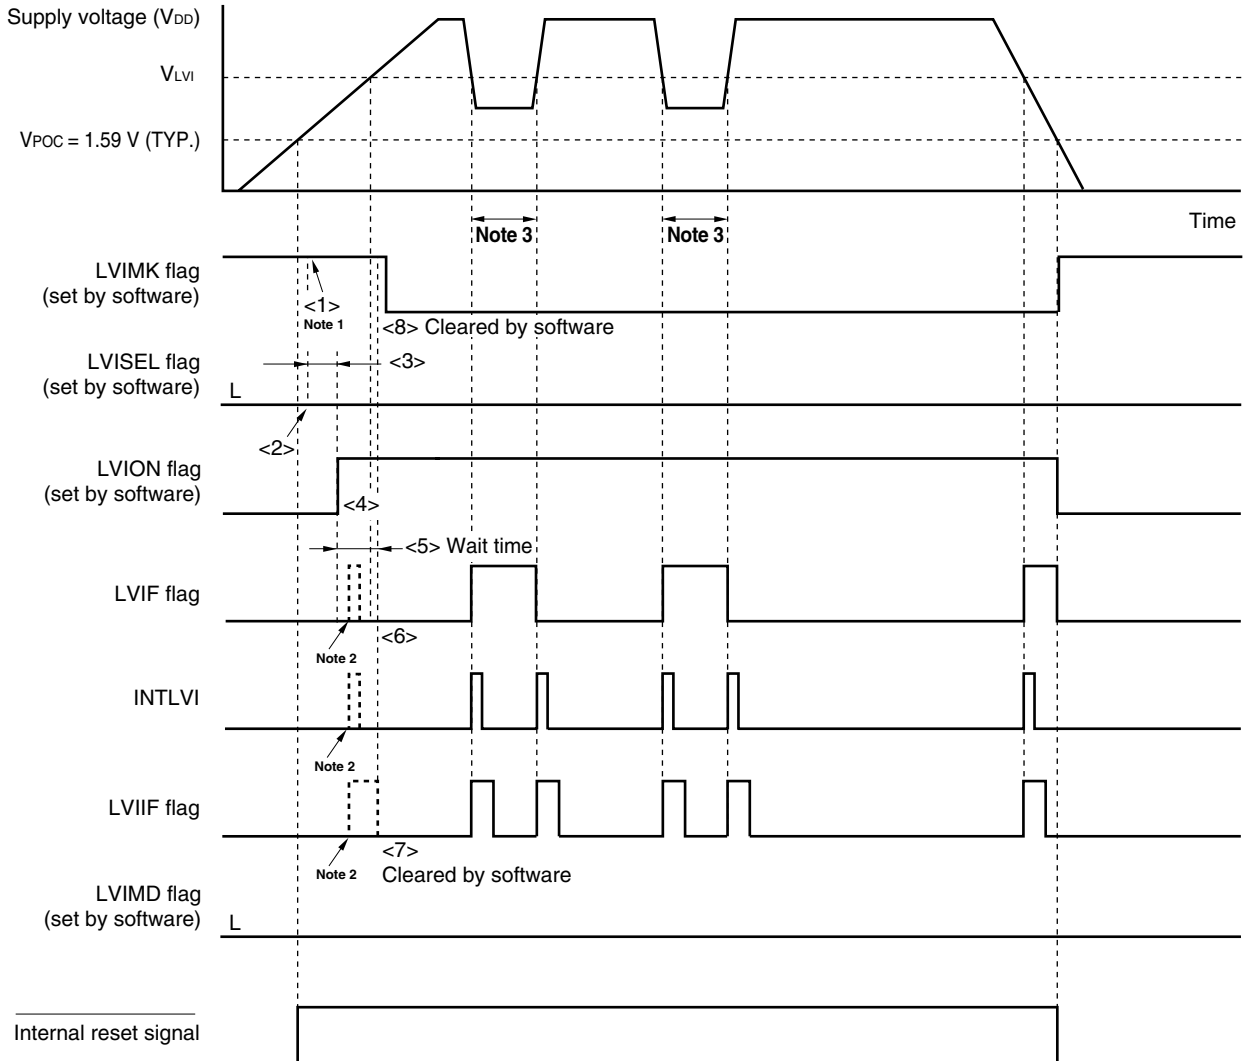 Supply voltage (VDD)
VLVI
VPOC = 1.59 V (TYP.)
Time
Note 3
Note 3
LVIMK flag
(set by software)
<1>
Note 1
<8> Cleared by software
LVISEL flag
(set by software)
L
<3>
<2>
LVION flag
(set by software)
<4>
<5> Wait time
LVIF flag
Note 2
<6>
INTLVI
Note 2
LVIIF flag
Note 2
<7>
Cleared by software
LVIMD flag
(set by software)
L
Internal reset signal